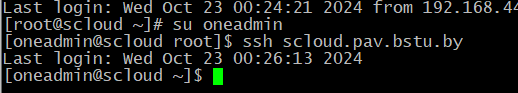 Last login: Wed Oct 23 00:24:21 2024 from 192.168.44
[root@scloud ~]# su oneadmin
[oneadmin@scloud root]$ ssh scloud.pav.bstu.by
Last login: Wed Oct 23 00:26:13 2024
[oneadmin@scloud ~]$